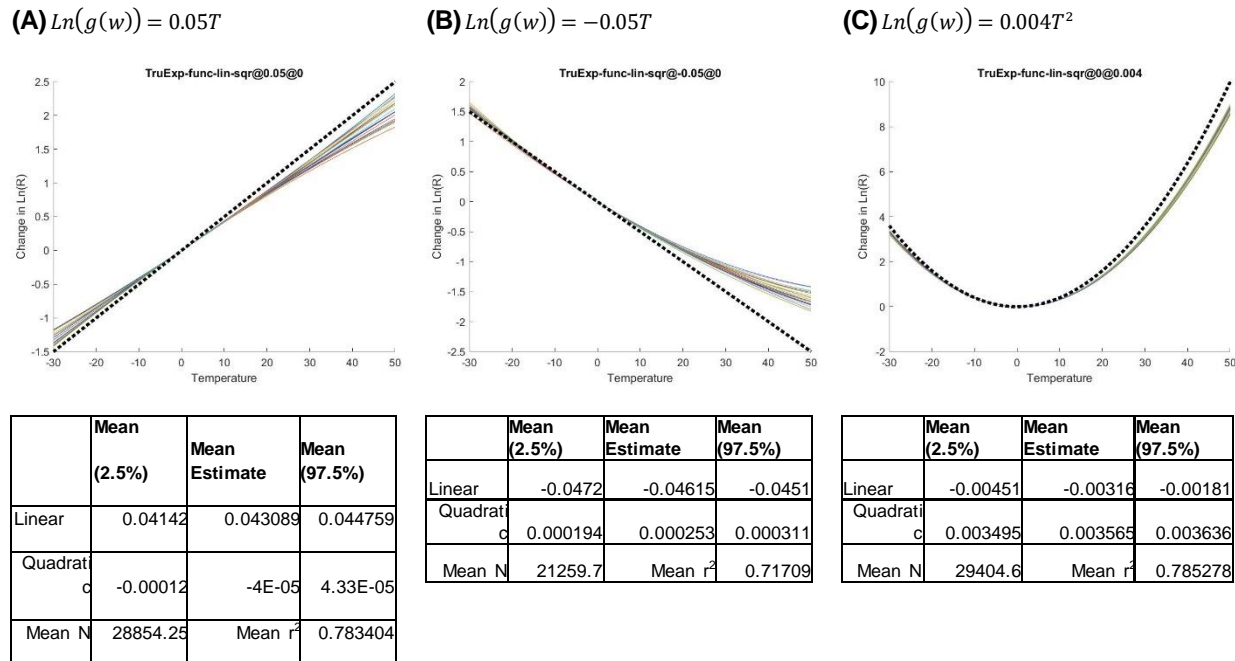 (A) Ln(g(w)) = 0.05T
(B) Ln(g(w)) = −0.05T
(C) Ln(g(w)) = 0.004T²
TruExp-func-lin-sqr@0.05@0
2.5
2
1.5
1
0.5
0
-0.5
-1
-1.5
Change in Ln(R)
-30 -20 -10 0 10 20 30 40 50
Temperature
TruExp-func-lin-sqr@-0.05@0
2
1.5
1
0.5
0
-0.5
-1
-1.5
-2
-2.5
Change in Ln(R)
-30 -20 -10 0 10 20 30 40 50
Temperature
TruExp-func-lin-sqr@0@0.004
10
8
6
4
2
0
-2
Change in Ln(R)
-30 -20 -10 0 10 20 30 40 50
Temperature
Mean
(2.5%)
Mean
Estimate
Mean
(97.5%)
Linear 0.04142 0.043089 0.044759
Quadrati
c -0.00012 -4E-05 4.33E-05
Mean N 28854.25 Mean r² 0.783404
Mean
(2.5%)
Mean
Estimate
Mean
(97.5%)
Linear -0.0472 -0.04615 -0.0451
Quadrati
c 0.000194 0.000253 0.000311
Mean N 21259.7 Mean r² 0.71709
Mean
(2.5%)
Mean
Estimate
Mean
(97.5%)
Linear -0.00451 -0.00316 -0.00181
Quadrati
c 0.003495 0.003565 0.003636
Mean N 29404.6 Mean r² 0.785278